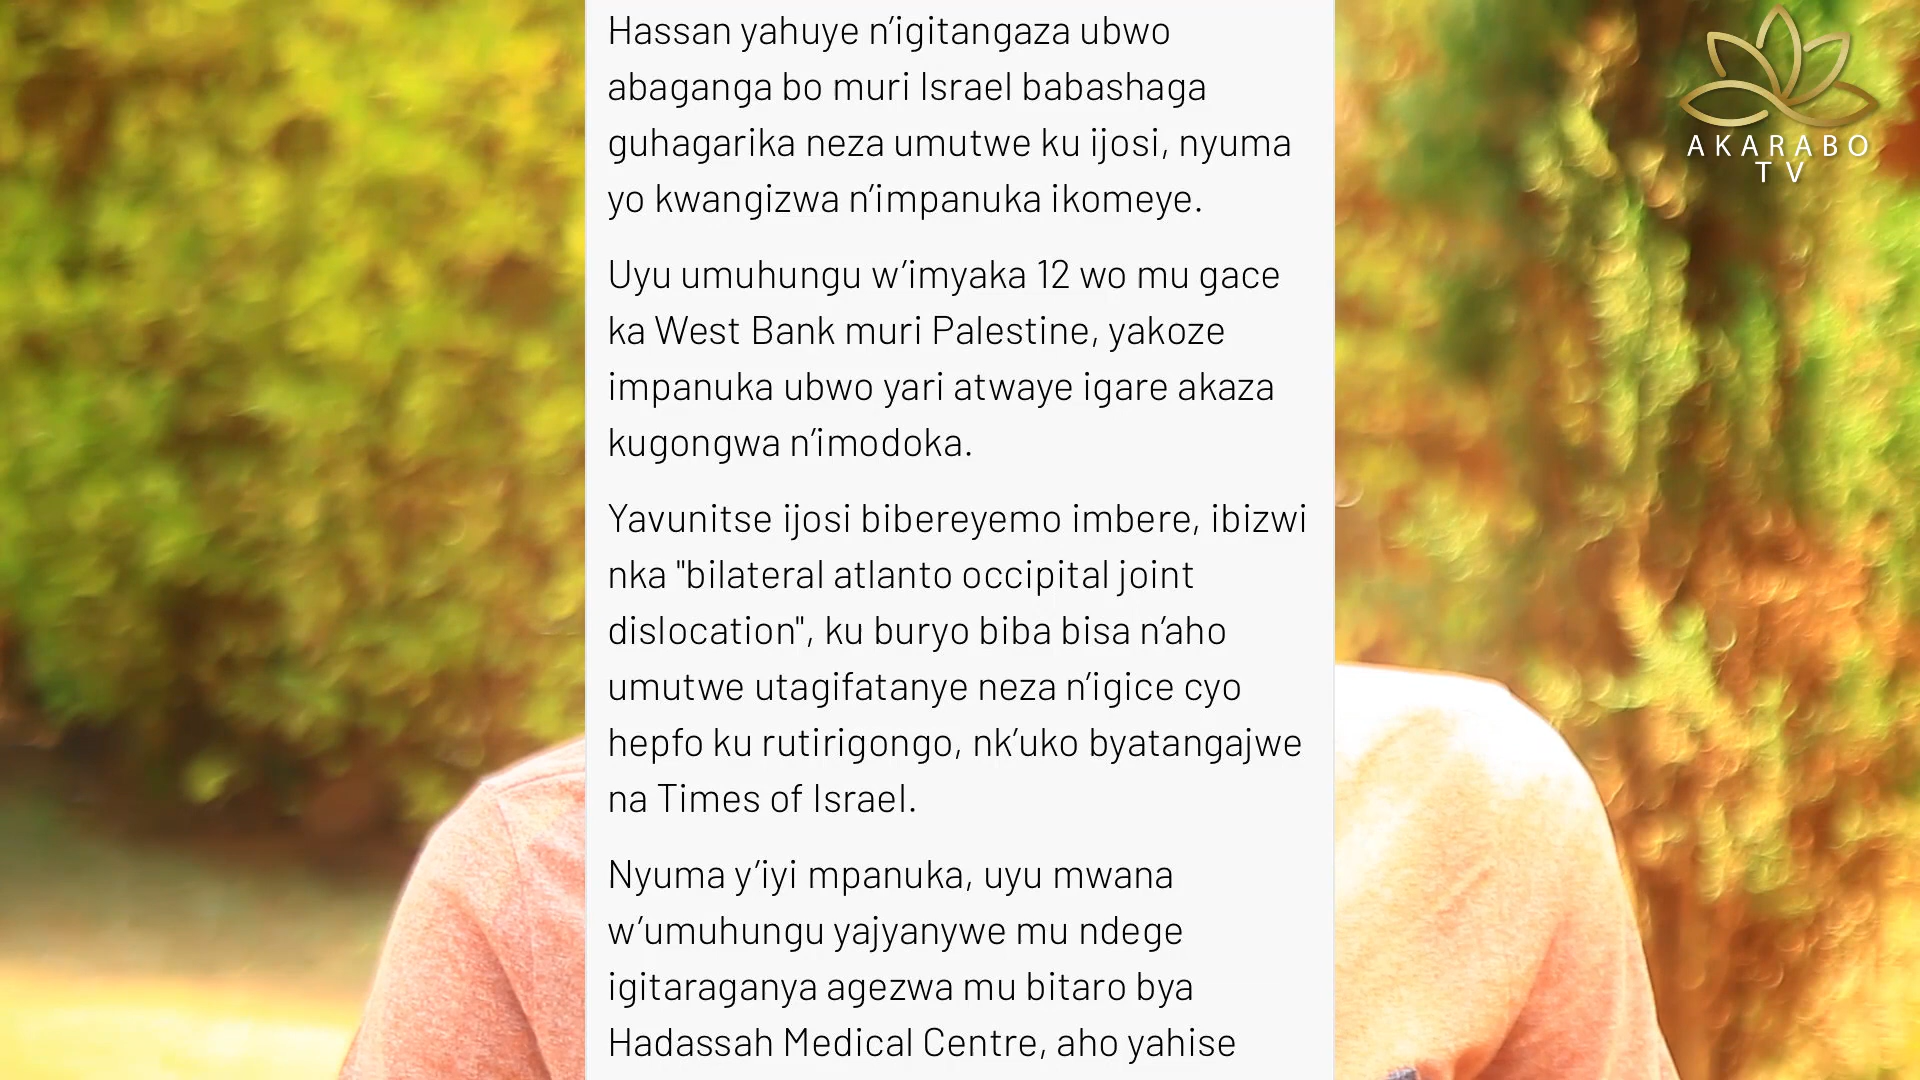 Hassan yahuye n’igitangaza ubwo
abaganga bo muri Israel babashaga
guhagarika neza umutwe ku ijosi, nyuma
yo kwangizwa n’impanuka ikomeye.
Uyu umuhungu w’imyaka 12 wo mu gace
ka West Bank muri Palestine, yakoze
impanuka ubwo yari atwaye igare akaza
kugongwa n’imodoka.
Yavunitse ijosi bibereyemo imbere, ibizwi
nka "bilateral atlanto occipital joint
dislocation", ku buryo biba bisa n’aho
umutwe utagifatanye neza n’igice cyo
hepfo ku rutirigongo, nk’uko byatangajwe
na Times of Israel.
Nyuma y’iyi mpanuka, uyu mwana
w’umuhungu yajyanywe mu ndege
igitaraganya agezwa mu bitaro bya
Hadassah Medical Centre, aho yahise
AKARABO
TV